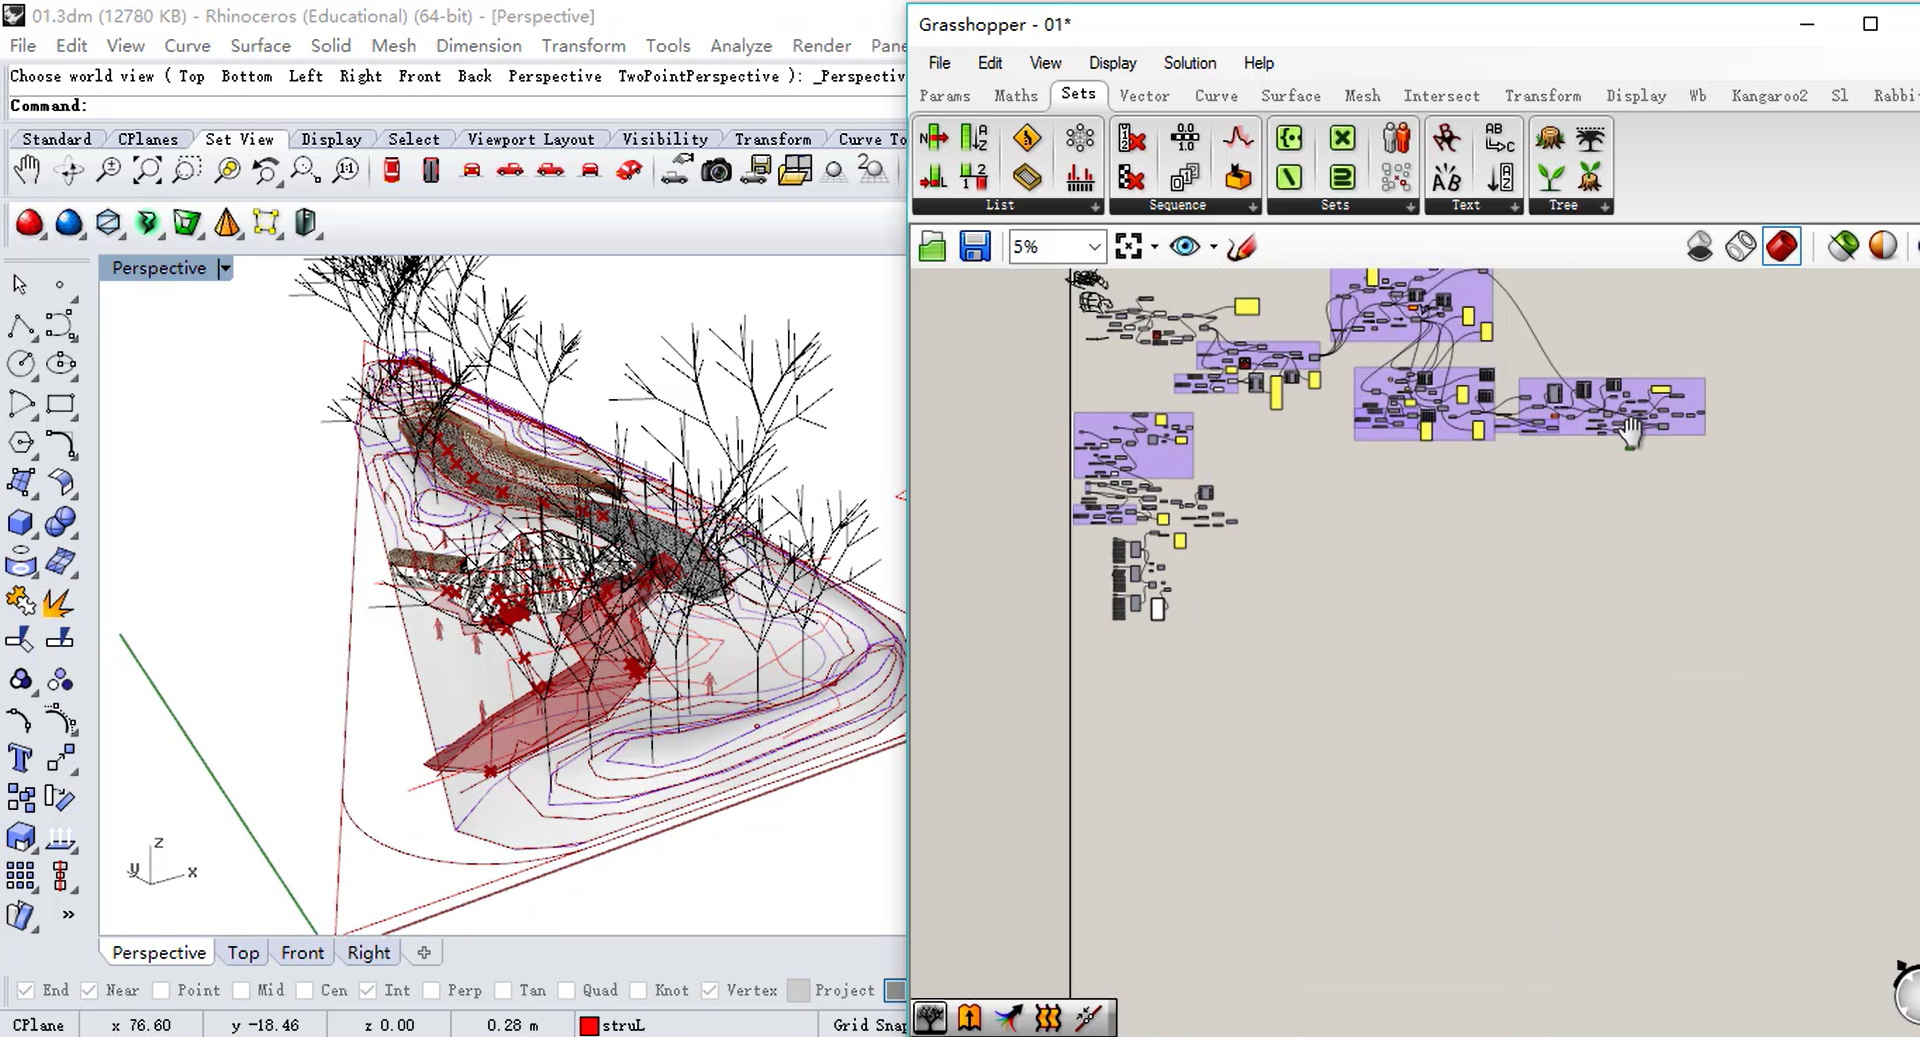 01.3dm (12780 KB) - Rhinoceros (Educational) (64-bit) - [Perspective]
File Edit View Curve Surface Solid Mesh Dimension Transform Tools Analyze Render Pane
Choose world view ( Top Bottom Left Right Front Back Perspective TwoPointPerspective ): _Perspectiv
Command:
Standard CPlanes Set View Display Select Viewport Layout Visibility Transform Curve To
1:1
2
Perspective
z
y x
Perspective Top Front Right
End Near Point Mid Cen Int Perp Tan Quad Knot Vertex Project
CPlane x 76.60 y -18.46 z 0.00 0.28 m struL Grid Snap
Grasshopper - 01*
File Edit View Display Solution Help
Params Maths Sets Vector Curve Surface Mesh Intersect Transform Display Wb Kangaroo2 Sl Rabbi
List Sequence Sets Text Tree
5%